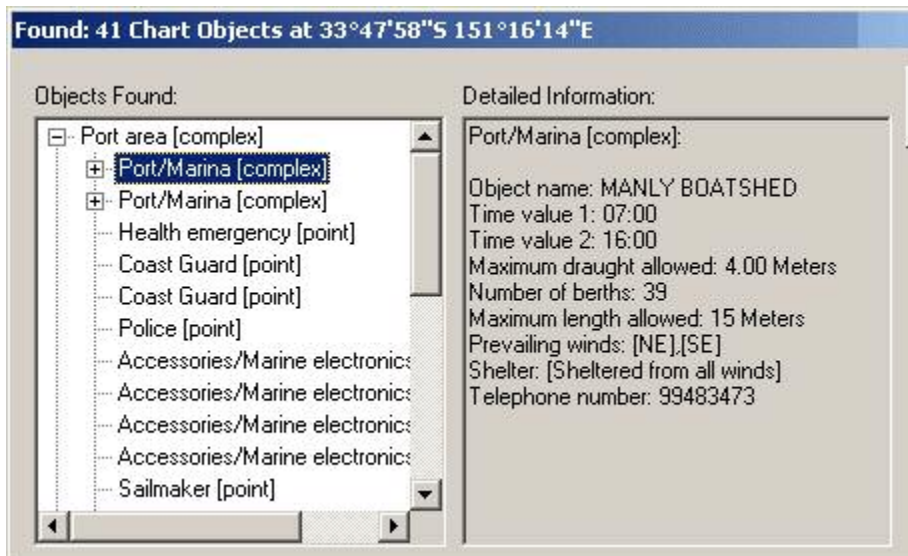 Found: 41 Chart Objects at 33°47'58"S 151°16'14"E
Objects Found:
Port area [complex]
Port/Marina [complex]
Port/Marina [complex]
Health emergency [point]
Coast Guard [point]
Coast Guard [point]
Police [point]
Accessories/Marine electronics
Accessories/Marine electronics
Accessories/Marine electronics
Accessories/Marine electronics
Sailmaker [point]
Detailed Information:
Port/Marina [complex]:
Object name: MANLY BOATSHED
Time value 1: 07:00
Time value 2: 16:00
Maximum draught allowed: 4.00 Meters
Number of berths: 39
Maximum length allowed: 15 Meters
Prevailing winds: [NE],[SE]
Shelter: [Sheltered from all winds]
Telephone number: 99483473